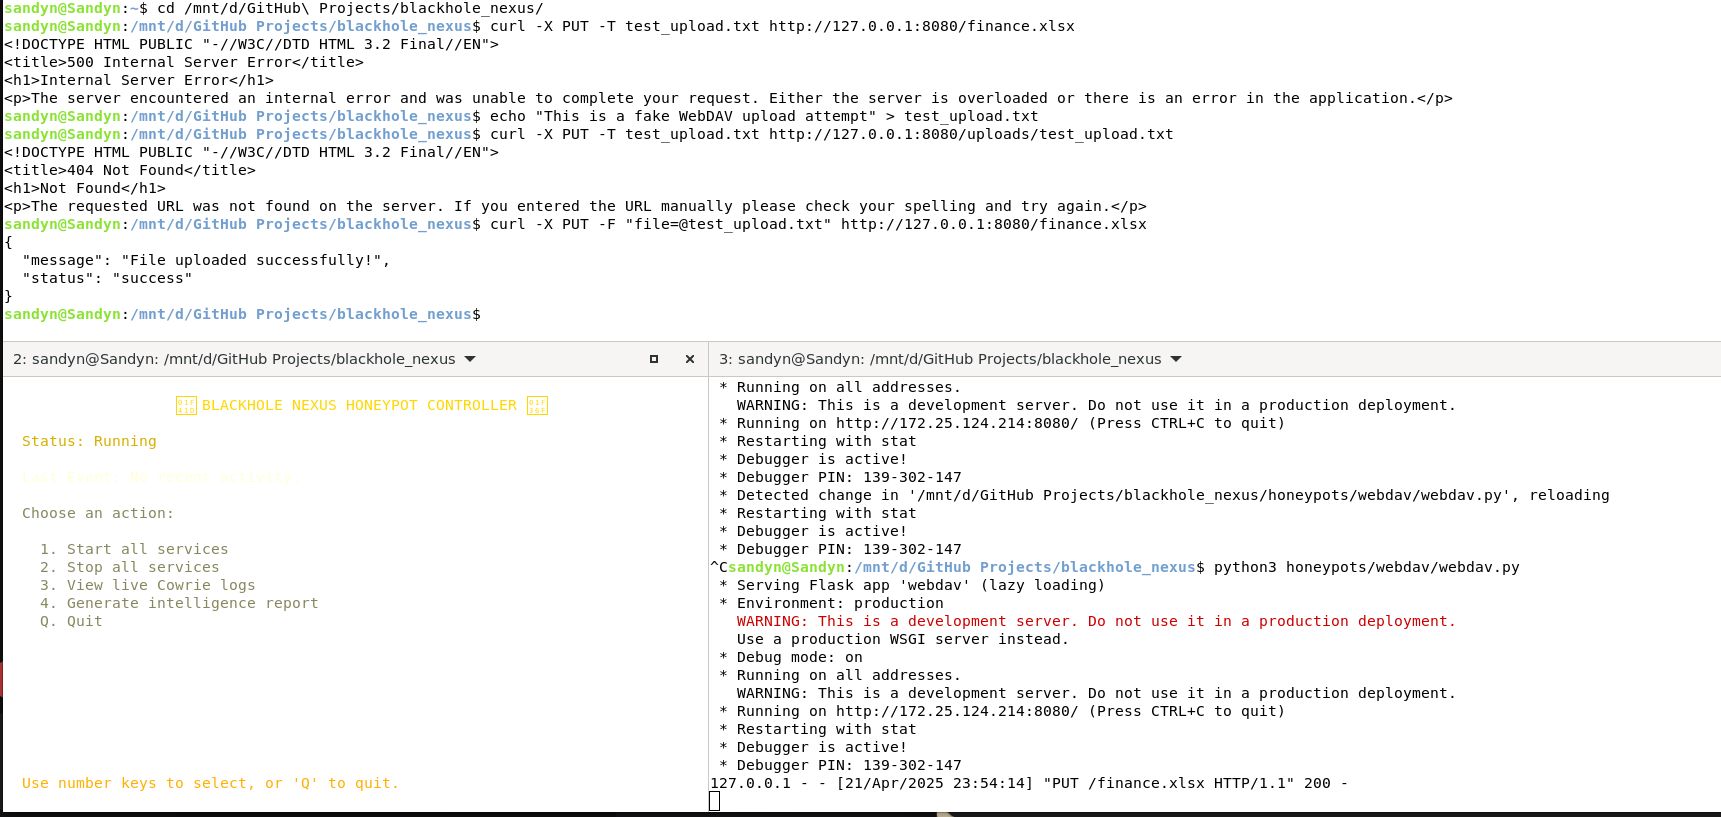 sandyn@Sandyn:~$ cd /mnt/d/GitHub\ Projects/blackhole_nexus/
sandyn@Sandyn:/mnt/d/GitHub Projects/blackhole_nexus$ curl -X PUT -T test_upload.txt http://127.0.0.1:8080/finance.xlsx
<!DOCTYPE HTML PUBLIC "-//W3C//DTD HTML 3.2 Final//EN">
<title>500 Internal Server Error</title>
<h1>Internal Server Error</h1>
<p>The server encountered an internal error and was unable to complete your request. Either the server is overloaded or there is an error in the application.</p>
sandyn@Sandyn:/mnt/d/GitHub Projects/blackhole_nexus$ echo "This is a fake WebDAV upload attempt" > test_upload.txt
sandyn@Sandyn:/mnt/d/GitHub Projects/blackhole_nexus$ curl -X PUT -T test_upload.txt http://127.0.0.1:8080/uploads/test_upload.txt
<!DOCTYPE HTML PUBLIC "-//W3C//DTD HTML 3.2 Final//EN">
<title>404 Not Found</title>
<h1>Not Found</h1>
<p>The requested URL was not found on the server. If you entered the URL manually please check your spelling and try again.</p>
sandyn@Sandyn:/mnt/d/GitHub Projects/blackhole_nexus$ curl -X PUT -F "file=@test_upload.txt" http://127.0.0.1:8080/finance.xlsx
{
  "message": "File uploaded successfully!",
  "status": "success"
}
sandyn@Sandyn:/mnt/d/GitHub Projects/blackhole_nexus$
2: sandyn@Sandyn: /mnt/d/GitHub Projects/blackhole_nexus
BLACKHOLE NEXUS HONEYPOT CONTROLLER
Status: Running
Last Event: No recent activity.
Choose an action:
1. Start all services
2. Stop all services
3. View live Cowrie logs
4. Generate intelligence report
Q. Quit
Use number keys to select, or 'Q' to quit.
3: sandyn@Sandyn: /mnt/d/GitHub Projects/blackhole_nexus
 * Running on all addresses.
   WARNING: This is a development server. Do not use it in a production deployment.
 * Running on http://172.25.124.214:8080/ (Press CTRL+C to quit)
 * Restarting with stat
 * Debugger is active!
 * Debugger PIN: 139-302-147
 * Detected change in '/mnt/d/GitHub Projects/blackhole_nexus/honeypots/webdav/webdav.py', reloading
 * Restarting with stat
 * Debugger is active!
 * Debugger PIN: 139-302-147
^Csandyn@Sandyn:/mnt/d/GitHub Projects/blackhole_nexus$ python3 honeypots/webdav/webdav.py
 * Serving Flask app 'webdav' (lazy loading)
 * Environment: production
   WARNING: This is a development server. Do not use it in a production deployment.
   Use a production WSGI server instead.
 * Debug mode: on
 * Running on all addresses.
   WARNING: This is a development server. Do not use it in a production deployment.
 * Running on http://172.25.124.214:8080/ (Press CTRL+C to quit)
 * Restarting with stat
 * Debugger is active!
 * Debugger PIN: 139-302-147
127.0.0.1 - - [21/Apr/2025 23:54:14] "PUT /finance.xlsx HTTP/1.1" 200 -